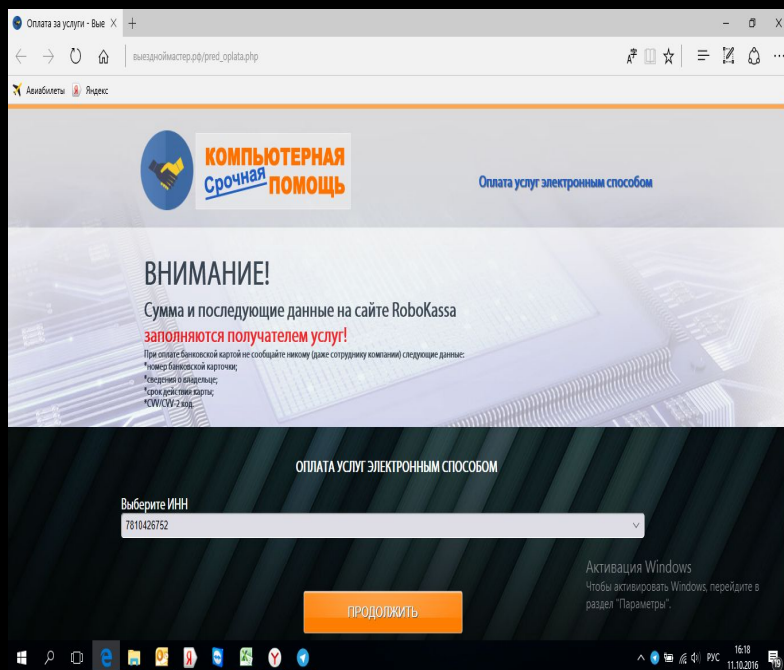 Оплата за услуги - Вые
выездноймастер.рф/pred_oplata.php
Авиабилеты Яндекс
КОМПЬЮТЕРНАЯ
Срочная ПОМОЩЬ
Оплата услуг электронным способом
ВНИМАНИЕ!
Сумма и последующие данные на сайте RoboKassa
заполняются получателем услуг!
При оплате банковской картой не сообщайте никому (даже сотруднику компании) следующие данные:
*номер банковской карточки;
*сведения о владельце;
*срок действия карты;
*CVV/CVV-2 код.
ОПЛАТА УСЛУГ ЭЛЕКТРОННЫМ СПОСОБОМ
Выберите ИНН
7810426752
Активация Windows
Чтобы активировать Windows, перейдите в
раздел "Параметры".
ПРОДОЛЖИТЬ
РУС
16:18
11.10.2016